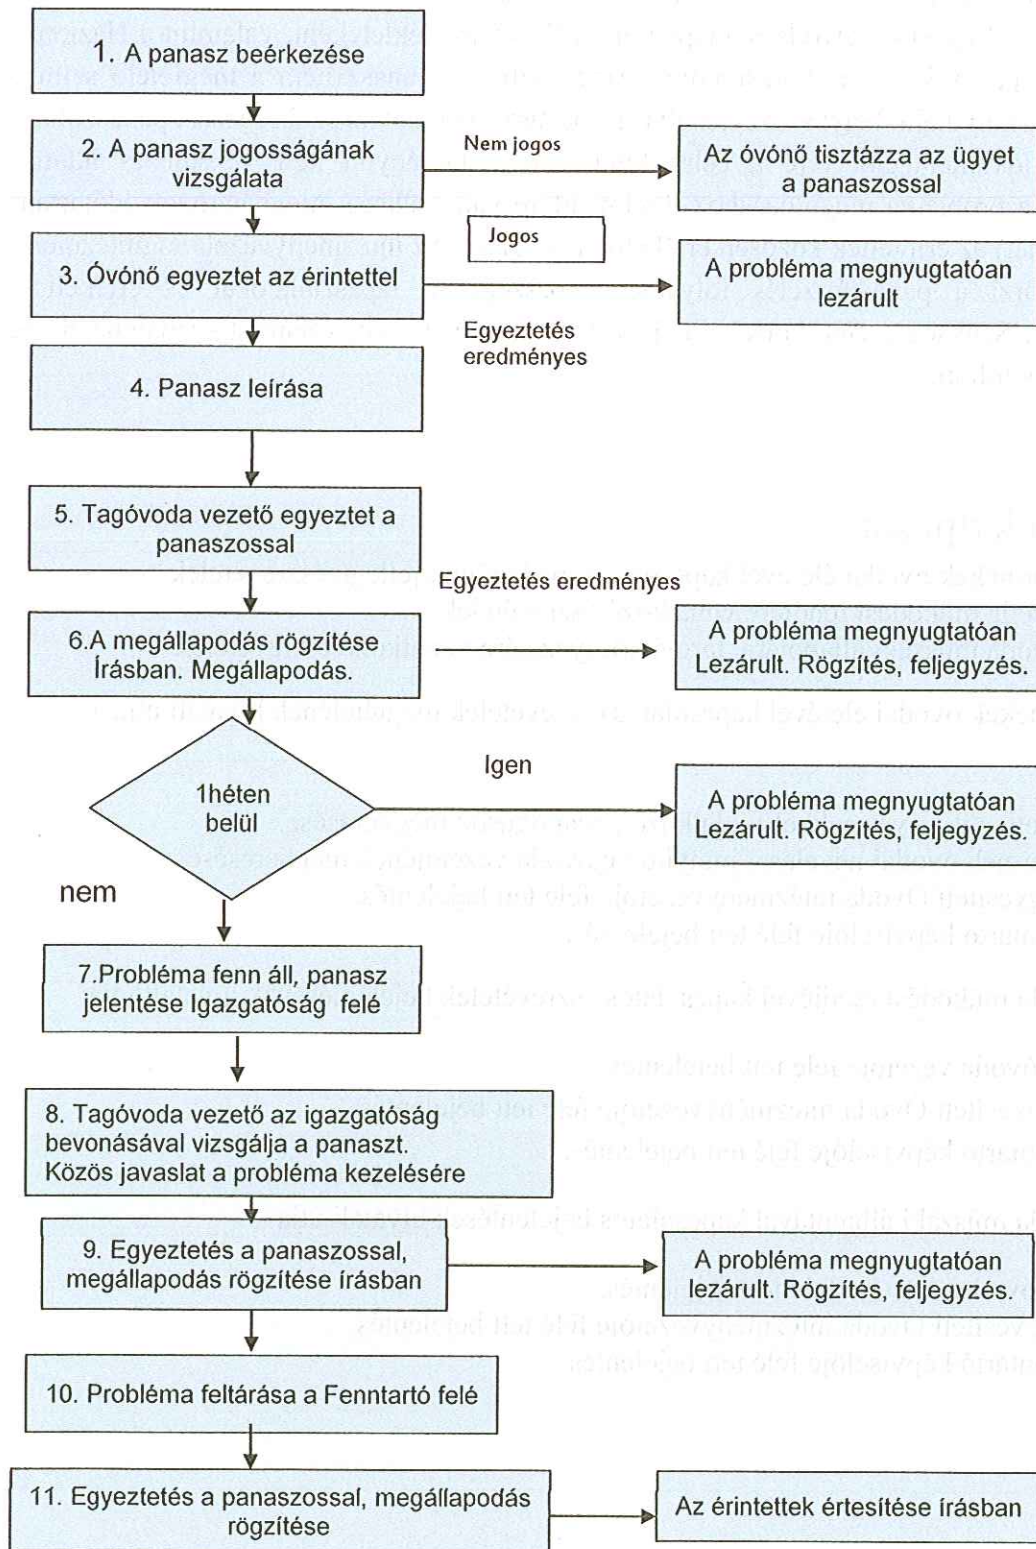 1. A panasz beérkezése
2. A panasz jogosságának
vizsgálata
Nem jogos
Az óvónő tisztázza az ügyet
a panaszossal
Jogos
3. Óvónő egyeztet az érintettel
A probléma megnyugtatóan
lezárult
Egyeztetés
eredményes
4. Panasz leírása
5. Tagóvoda vezető egyeztet a
panaszossal
Egyeztetés eredményes
6.A megállapodás rögzítése
Írásban. Megállapodás.
A probléma megnyugtatóan
Lezárult. Rögzítés, feljegyzés.
1héten
belül
Igen
A probléma megnyugtatóan
Lezárult. Rögzítés, feljegyzés.
nem
7.Probléma fenn áll, panasz
jelentése Igazgatóság felé
8. Tagóvoda vezető az igazgatóság
bevonásával vizsgálja a panaszt.
Közös javaslat a probléma kezelésére
9. Egyeztetés a panaszossal,
megállapodás rögzítése írásban
A probléma megnyugtatóan
lezárult. Rögzítés, feljegyzés.
10. Probléma feltárása a Fenntartó felé
11. Egyeztetés a panaszossal, megállapodás
rögzítése
Az érintettek értesítése írásban